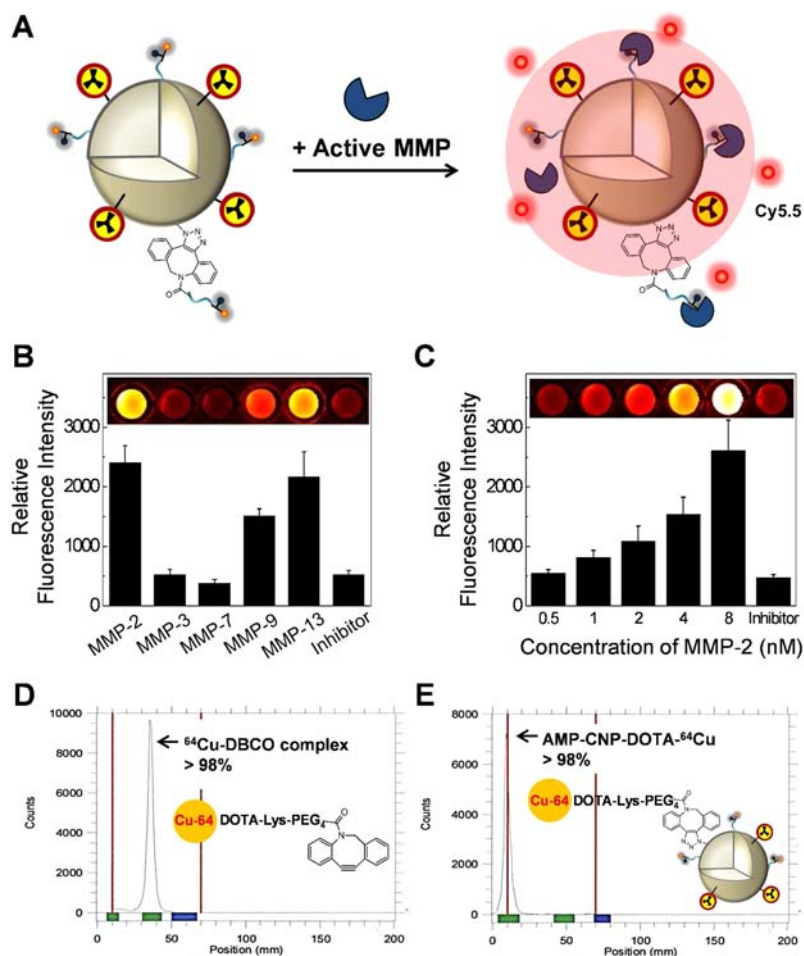 A
+ Active MMP
Cy5.5
N
N
N
N
O
N
N
N
N
O
B
Relative
Fluorescence Intensity
3000
2000
1000
0
MMP-2
MMP-3
MMP-7
MMP-9
MMP-13
Inhibitor
C
Relative
Fluorescence Intensity
3000
2000
1000
0
0.5 1 2 4 8 Inhibitor
Concentration of MMP-2 (nM)
D
10000
8000
6000
4000
2000
0
Counts
64Cu-DBCO complex
> 98%
Cu-64 DOTA-Lys-PEG4
O
N
0 50 100 150 200
Position (mm)
E
8000
6000
4000
2000
0
Counts
AMP-CNP-DOTA-64Cu
> 98%
Cu-64 DOTA-Lys-PEG4
O
N
N
N
N
0 50 100 150 200
Position (mm)